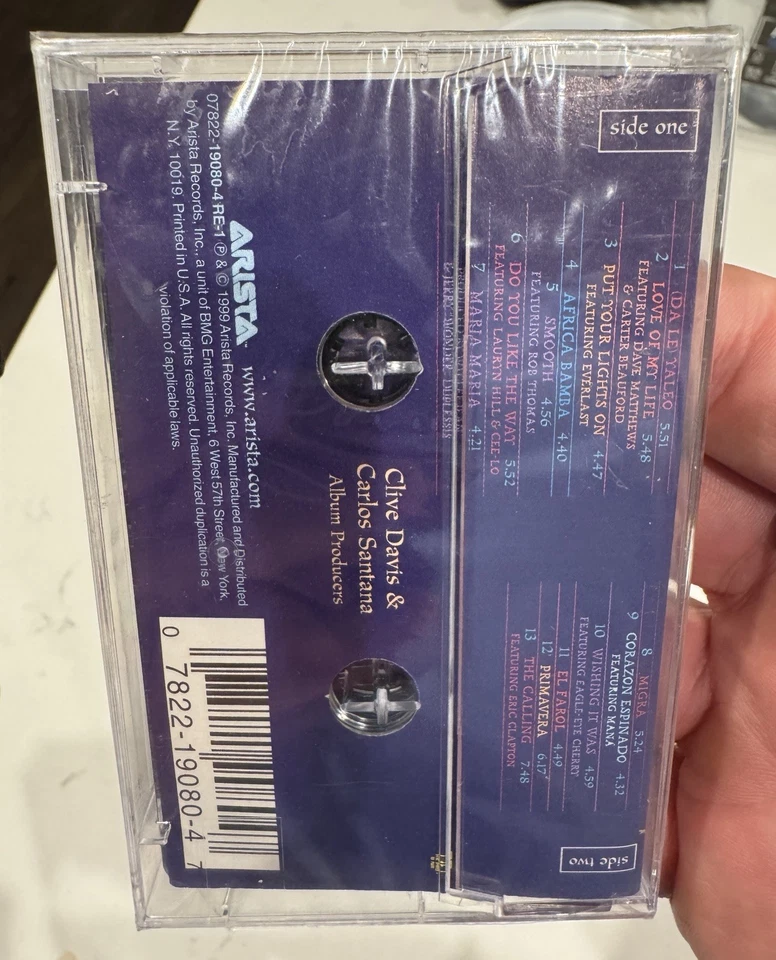 side one
1 (DA LE) YALEO 5.51
2 LOVE OF MY LIFE 5.48
FEATURING DAVE MATTHEWS
& CARTER BEAUFORD
3 PUT YOUR LIGHTS ON 4.47
FEATURING EVERLAST
4 AFRICA BAMBA 4.40
5 SMOOTH 4.56
FEATURING ROB THOMAS
6 DO YOU LIKE THE WAY 5.52
FEATURING LAURYN HILL & CEE-LO
7 MARIA MARIA 4.21
side two
8 MIGRA 5.24
9 CORAZON ESPINADO 4.32
FEATURING MANÁ
10 WISHING IT WAS 4.59
FEATURING EAGLE-EYE CHERRY
11 EL FAROL 4.49
12 PRIMAVERA 6.17
13 THE CALLING 7.48
FEATURING ERIC CLAPTON
Clive Davis &
Carlos Santana
Album Producers
ARISTA™ www.arista.com
07822-19080-4 RE-1 ℗ & © 1999 Arista Records, Inc. Manufactured and Distributed
by Arista Records, Inc., a unit of BMG Entertainment, 6 West 57th Street, New York,
N.Y. 10019. Printed in U.S.A. All rights reserved. Unauthorized duplication is a
violation of applicable laws.
0 7822-19080-4 7